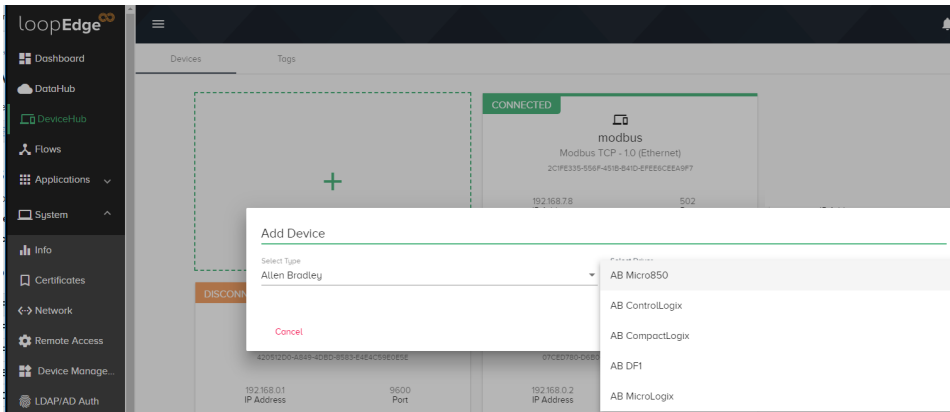 loopEdge
Dashboard
DataHub
DeviceHub
Flows
Applications
System
Info
Certificates
Network
Remote Access
Device Manage...
LDAP/AD Auth
Devices Tags
CONNECTED
modbus
Modbus TCP - 1.0 (Ethernet)
2C1FE335-556F-451B-B41D-EFEE6CEEA9F7
192.168.7.8 502
Add Device
Select Type
Allen Bradley
AB Micro850
AB ControlLogix
AB CompactLogix
AB DF1
AB MicroLogix
Cancel
DISCONN
420512D0-A849-4DBD-8583-E4E4C59E0E5E
07CED780-D6B0
192.168.0.1 9600
IP Address Port
192.168.0.2
IP Address Port